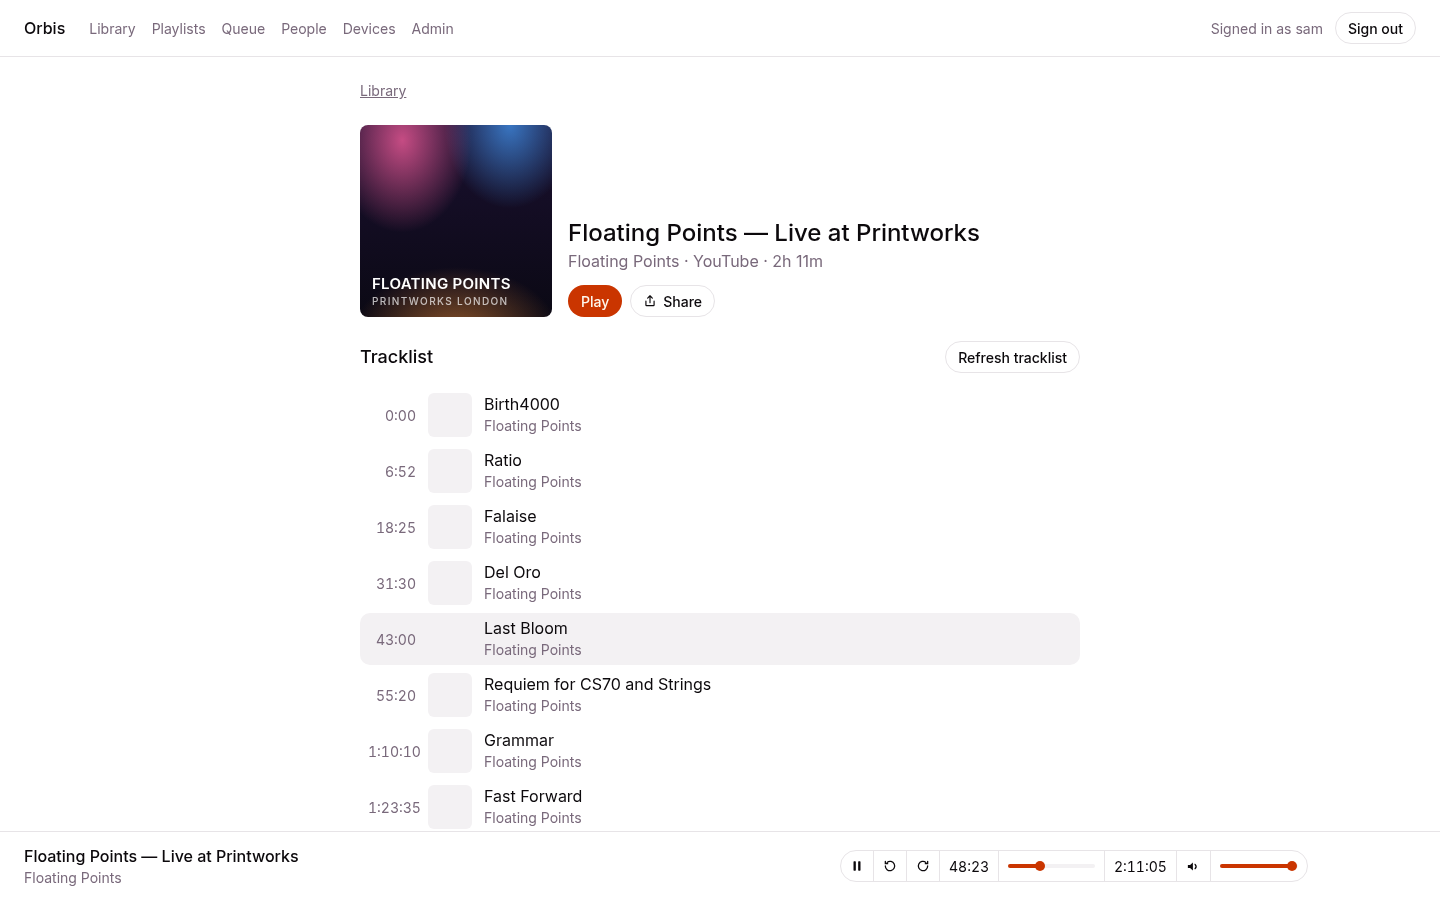 Orbis
Library
Playlists
Queue
People
Devices
Admin
Signed in as sam
Sign out
Library
FLOATING POINTS
PRINTWORKS LONDON
Floating Points — Live at Printworks
Floating Points · YouTube · 2h 11m
Play
Share
Tracklist
Refresh tracklist
0:00
Birth4000
Floating Points
6:52
Ratio
Floating Points
18:25
Falaise
Floating Points
31:30
Del Oro
Floating Points
43:00
Last Bloom
Floating Points
55:20
Requiem for CS70 and Strings
Floating Points
1:10:10
Grammar
Floating Points
1:23:35
Fast Forward
Floating Points
Floating Points — Live at Printworks
Floating Points
48:23
2:11:05